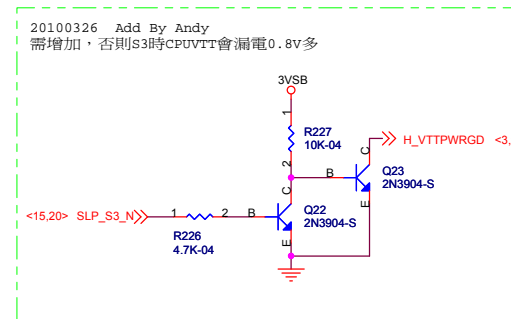 20100326 Add By Andy
需增加，否則S3時CPUVTT會漏電0.8V多
3VSB
1
R227
10K-04
2
H_VTTPWRGD <3,
C
B
Q23
2N3904-S
E
C
<15,20> SLP_S3_N
1
2
B
Q22
2N3904-S
E
R226
4.7K-04